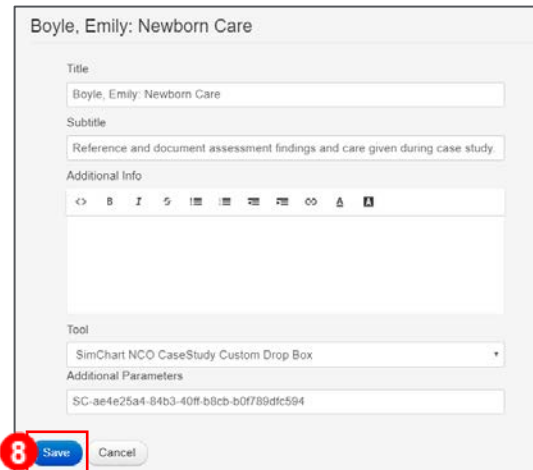 Boyle, Emily: Newborn Care
Title
Boyle, Emily: Newborn Care
Subtitle
Reference and document assessment findings and care given during case study.
Additional Info
<> B I S A A
Tool
SimChart NCO CaseStudy Custom Drop Box
Additional Parameters
SC-ae4e25a4-84b3-40ff-b8cb-b0f789dfc594
8 Save Cancel